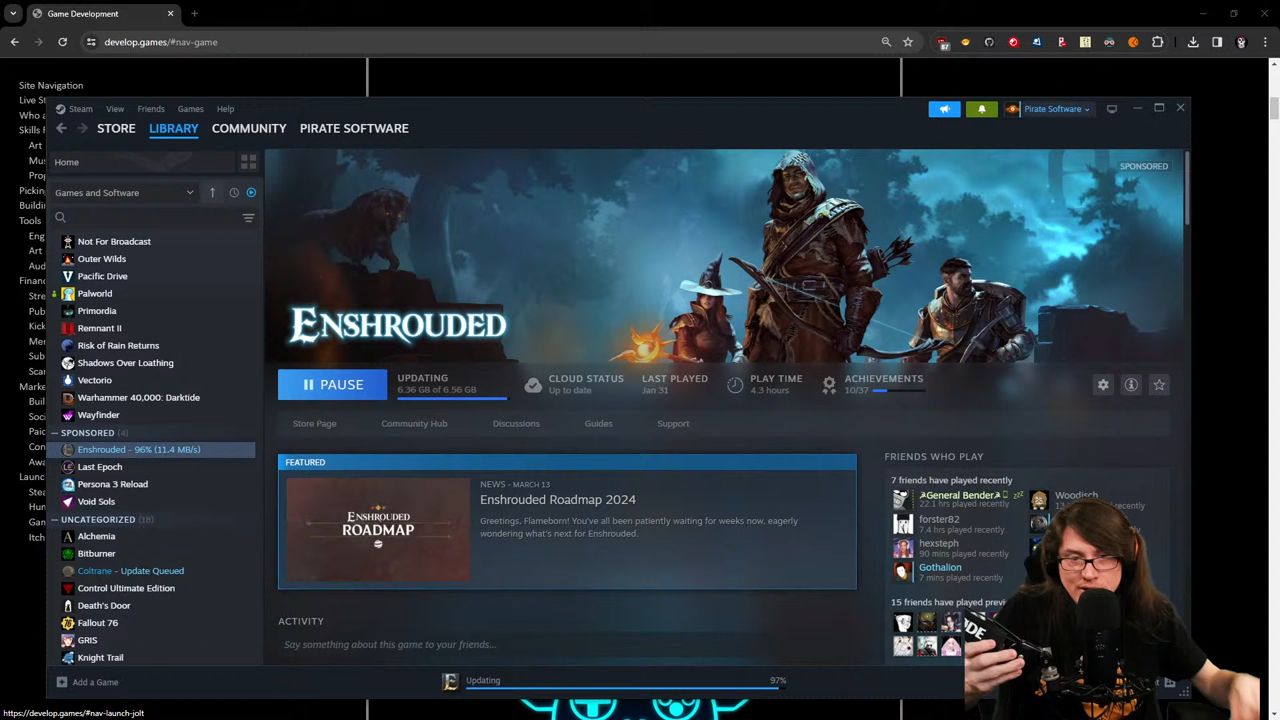 Game Development
develop.games/#nav-game
87
Site Navigation
Steam View Friends Games Help
Pirate Software
STORE LIBRARY COMMUNITY PIRATE SOFTWARE
Home
Games and Software
Not For Broadcast
Outer Wilds
Pacific Drive
Palworld
Primordia
Remnant II
Risk of Rain Returns
Shadows Over Loathing
Vectorio
Warhammer 40,000: Darktide
Wayfinder
SPONSORED (4)
Enshrouded - 96% (11.4 MB/s)
Last Epoch
Persona 3 Reload
Void Sols
UNCATEGORIZED (18)
Alchemia
Bitburner
Coltrane - Update Queued
Control Ultimate Edition
Death's Door
Fallout 76
GRIS
Knight Trail
Add a Game
SPONSORED
ENSHROUDED
PAUSE
UPDATING
6.36 GB of 6.56 GB
CLOUD STATUS
Up to date
LAST PLAYED
Jan 31
PLAY TIME
4.3 hours
ACHIEVEMENTS
10/37
Store Page Community Hub Discussions Guides Support
FEATURED
ENSHROUDED
ROADMAP
NEWS - MARCH 13
Enshrouded Roadmap 2024
Greetings, Flameborn! You've all been patiently waiting for weeks now, eagerly
wondering what's next for Enshrouded.
ACTIVITY
Say something about this game to your friends...
FRIENDS WHO PLAY
7 friends have played recently
General Bender
22.1 hrs played recently
Woodisch
forster82
7.4 hrs played recently
hexsteph
90 mins played recently
Gothalion
7 mins played recently
15 friends have played
Updating 97%
https://develop.games/#nav-launch-jolt